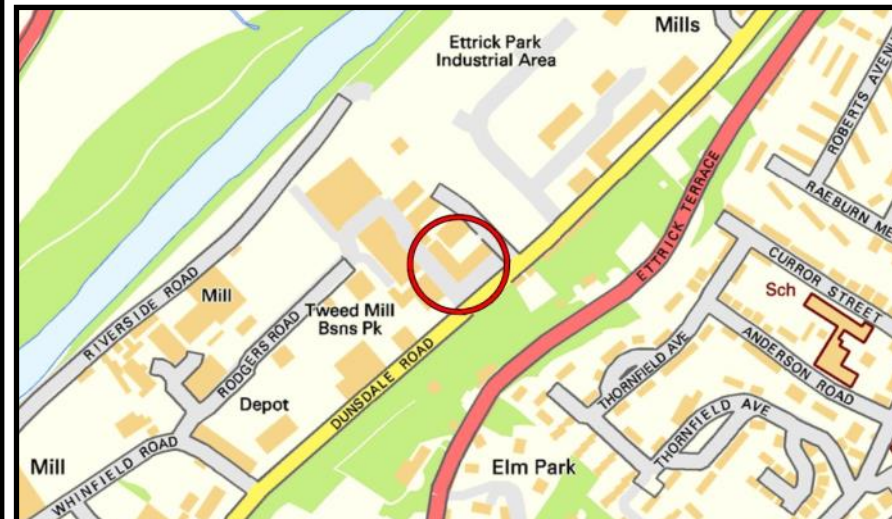 Mills
Ettrick Park
Industrial Area
ROBERTS AVEN
RAEBURN ME
ETTRICK TERRACE
CURROR STREET
Sch
RIVERSIDE ROAD
Mill
Tweed Mill
Bsns Pk
RODGERS ROAD
DUNSDALE ROAD
THORNFIELD AVE
ANDERSON ROAD
Depot
THORNFIELD AVE
Elm Park
Mill
WHINFIELD ROAD